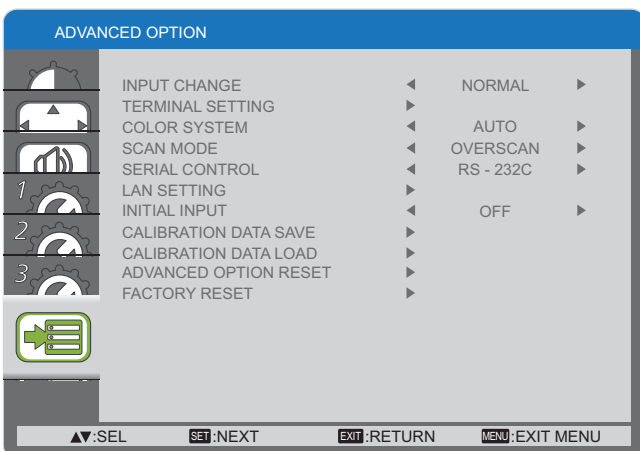 ADVANCED OPTION
INPUT CHANGE ◀ NORMAL ▶
TERMINAL SETTING ▶
COLOR SYSTEM ◀ AUTO ▶
SCAN MODE ◀ OVERSCAN ▶
SERIAL CONTROL ◀ RS - 232C ▶
LAN SETTING ▶
INITIAL INPUT ◀ OFF ▶
CALIBRATION DATA SAVE ▶
CALIBRATION DATA LOAD ▶
ADVANCED OPTION RESET ▶
FACTORY RESET ▶
1
2
3
▲▼:SEL SET:NEXT EXIT:RETURN MENU:EXIT MENU